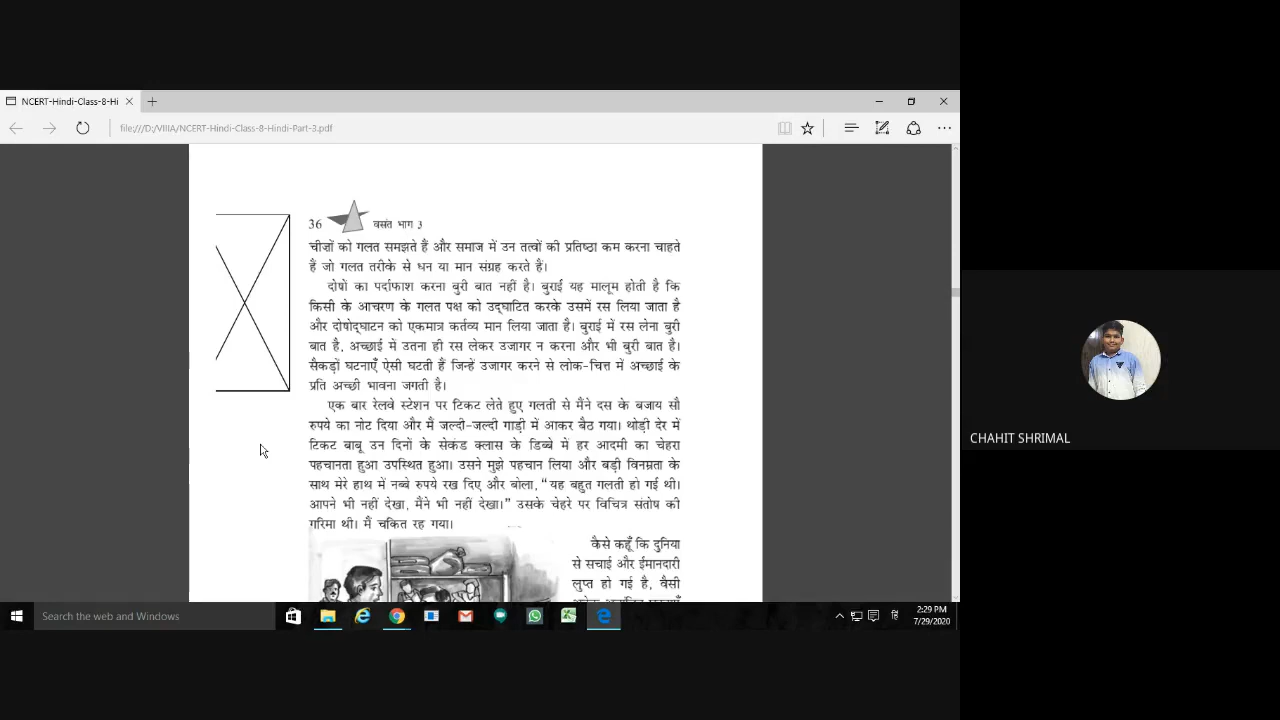 NCERT-Hindi-Class-8-Hi
file:///D:/VIIIA/NCERT-Hindi-Class-8-Hindi-Part-3.pdf
36 वसंत भाग 3
चीज़ों को गलत समझते हैं और समाज में उन तत्वों की प्रतिष्ठा कम करना चाहते
हैं जो गलत तरीके से धन या मान संग्रह करते हैं।
दोषों का पर्दाफ़ाश करना बुरी बात नहीं है। बुराई यह मालूम होती है कि
किसी के आचरण के गलत पक्ष को उद्घाटित करके उसमें रस लिया जाता है
और दोषोद्घाटन को एकमात्र कर्तव्य मान लिया जाता है। बुराई में रस लेना बुरी
बात है, अच्छाई में उतना ही रस लेकर उजागर न करना और भी बुरी बात है।
सैकड़ों घटनाएँ ऐसी घटती हैं जिन्हें उजागर करने से लोक-चित्त में अच्छाई के
प्रति अच्छी भावना जगती है।
एक बार रेलवे स्टेशन पर टिकट लेते हुए गलती से मैंने दस के बजाय सौ
रुपये का नोट दिया और मैं जल्दी-जल्दी गाड़ी में आकर बैठ गया। थोड़ी देर में
टिकट बाबू उन दिनों के सेकंड क्लास के डिब्बे में हर आदमी का चेहरा
पहचानता हुआ उपस्थित हुआ। उसने मुझे पहचान लिया और बड़ी विनम्रता के
साथ मेरे हाथ में नब्बे रुपये रख दिए और बोला, “यह बहुत गलती हो गई थी।
आपने भी नहीं देखा, मैंने भी नहीं देखा।” उसके चेहरे पर विचित्र संतोष की
गरिमा थी। मैं चकित रह गया।
कैसे कहूँ कि दुनिया
से सचाई और ईमानदारी
लुप्त हो गई है, वैसी
CHAHIT SHRIMAL
Search the web and Windows
2:29 PM
7/29/2020